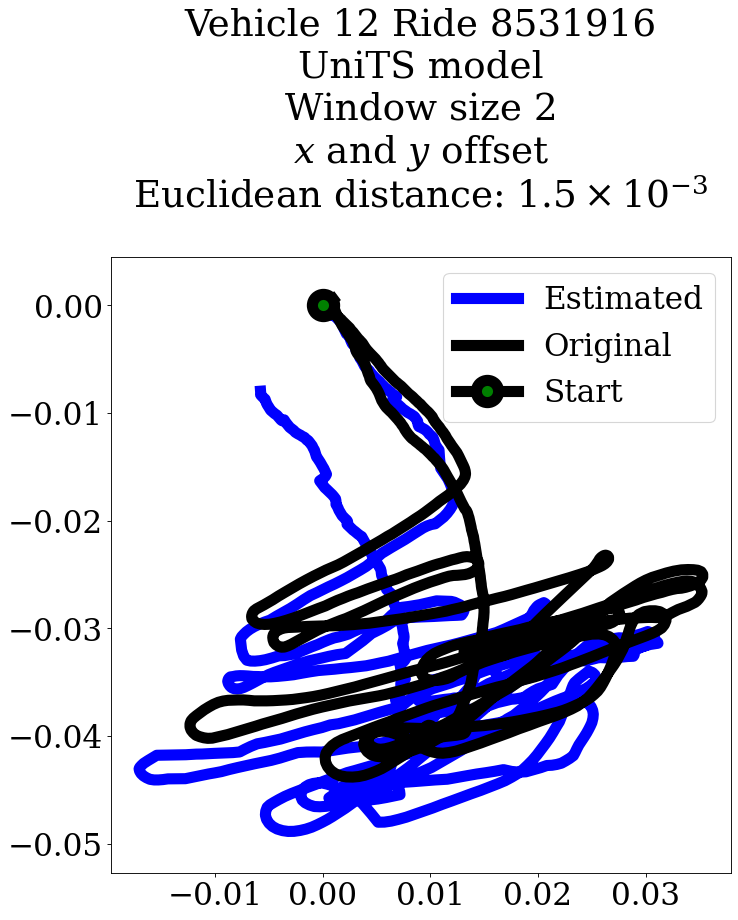 Vehicle 12 Ride 8531916
UniTS model
Window size 2
x and y offset
Euclidean distance: 1.5 × 10⁻³
Estimated
Original
Start
0.00
−0.01
−0.02
−0.03
−0.04
−0.05
−0.01 0.00 0.01 0.02 0.03